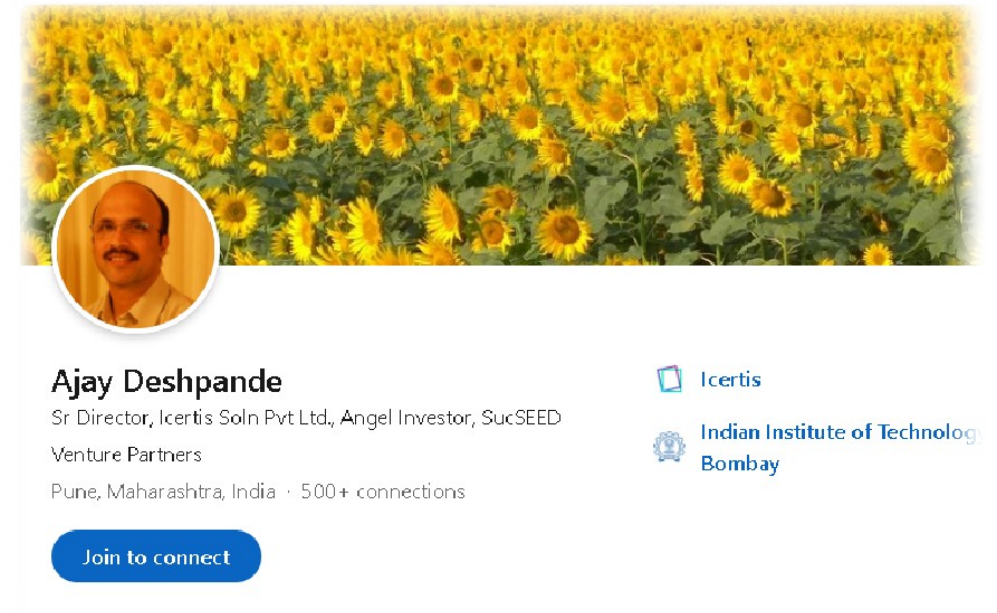 Ajay Deshpande
Sr Director, Icertis Soln Pvt Ltd., Angel Investor, SucSEED
Venture Partners
Pune, Maharashtra, India · 500+ connections
Join to connect
Icertis
Indian Institute of Technolog
Bombay